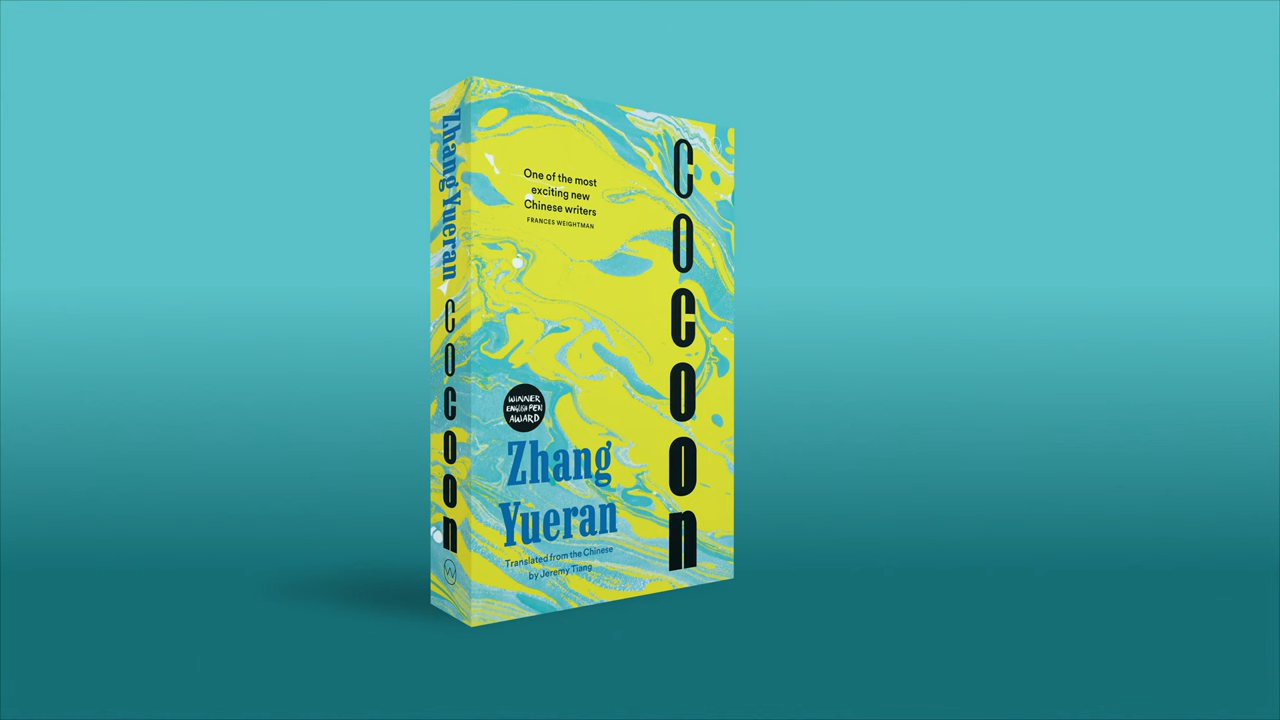 Zhang Yueran cocoon
One of the most
exciting new
Chinese writers
FRANCES WEIGHTMAN
cocoon
WINNER
ENGLISH PEN
AWARD
Zhang
Yueran
Translated from the Chinese
by Jeremy Tiang